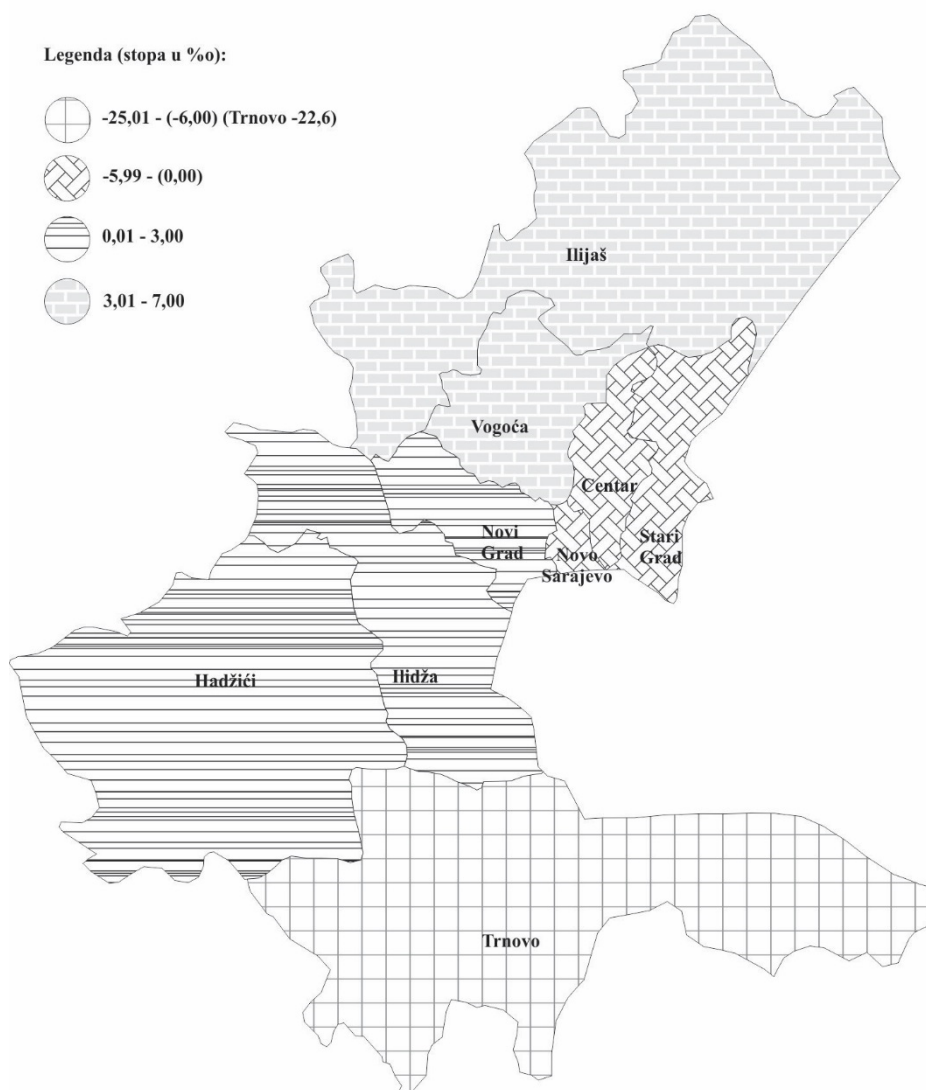 Legenda (stopa u %o):
-25,01 - (-6,00) (Trnovo -22,6)
-5,99 - (0,00)
0,01 - 3,00
3,01 - 7,00
Ilijaš
Vogoća
Centar
Novi
Grad
Novo
Sarajevo
Stari
Grad
Hadžići
Ilidža
Trnovo